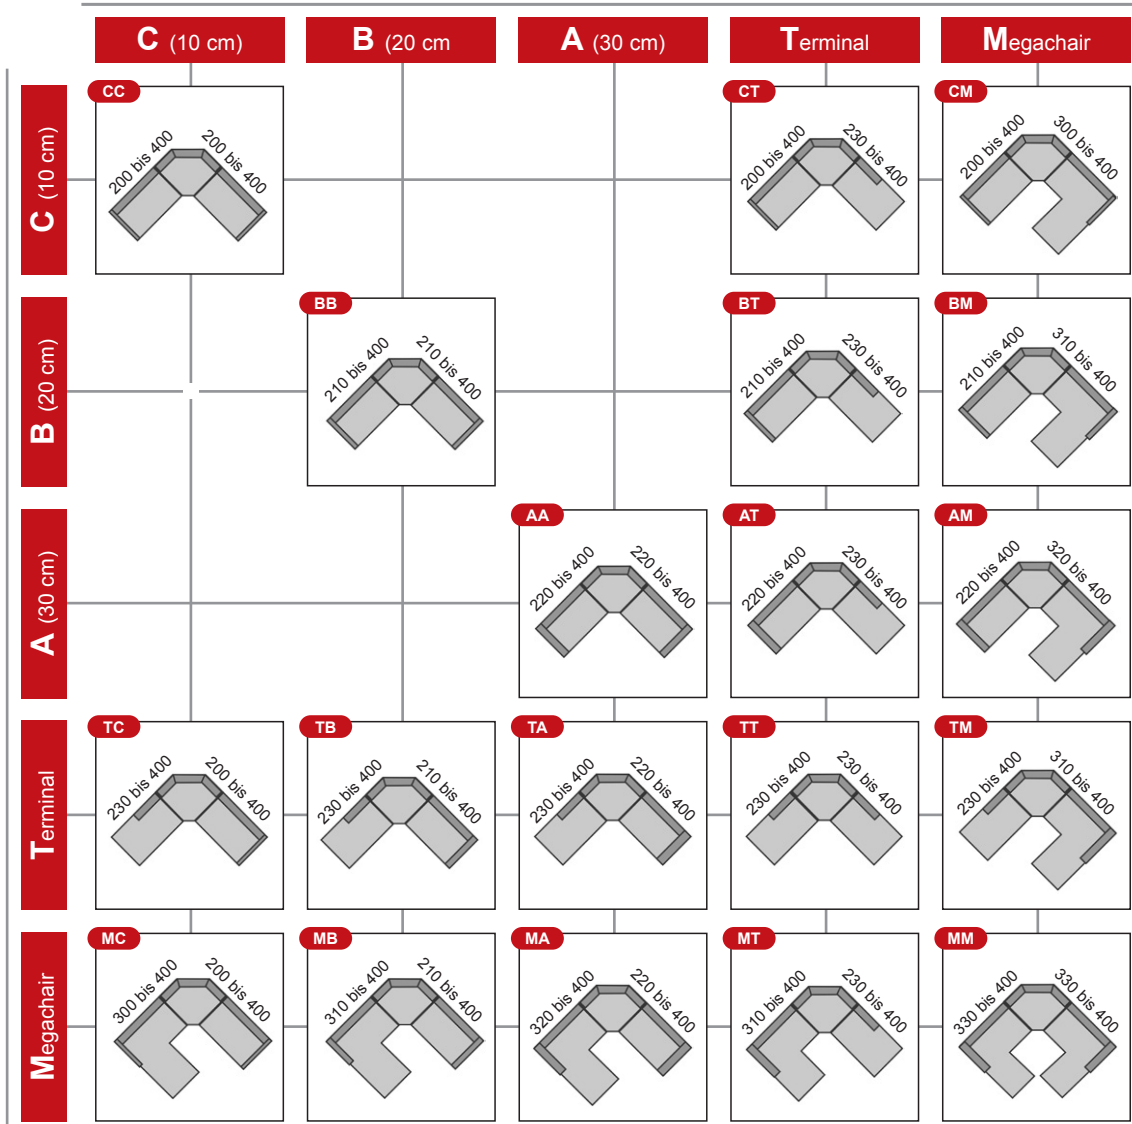 C (10 cm)
B (20 cm
A (30 cm)
Terminal
Megachair
C (10 cm)
CC
200 bis 400
200 bis 400
CT
200 bis 400
230 bis 400
CM
200 bis 400
300 bis 400
B (20 cm)
BB
210 bis 400
210 bis 400
BT
210 bis 400
230 bis 400
BM
210 bis 400
310 bis 400
A (30 cm)
AA
220 bis 400
220 bis 400
AT
220 bis 400
230 bis 400
AM
220 bis 400
320 bis 400
Terminal
TC
230 bis 400
200 bis 400
TB
230 bis 400
210 bis 400
TA
230 bis 400
220 bis 400
TT
230 bis 400
230 bis 400
TM
230 bis 400
310 bis 400
Megachair
MC
300 bis 400
200 bis 400
MB
310 bis 400
210 bis 400
MA
320 bis 400
220 bis 400
MT
310 bis 400
230 bis 400
MM
330 bis 400
330 bis 400